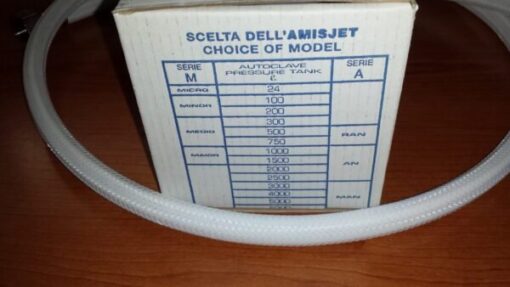 SCELTA DELL'AMISJET
CHOICE OF MODEL
SERIE M AUTOCLAVE PRESSURE TANK ℓ SERIE A
MICRO 24
MINOR 100
200
300
MEDIO 500 RAN
750
MAIOR 1000
1500 AN
2000
2500
3000
4000 MAN
5000